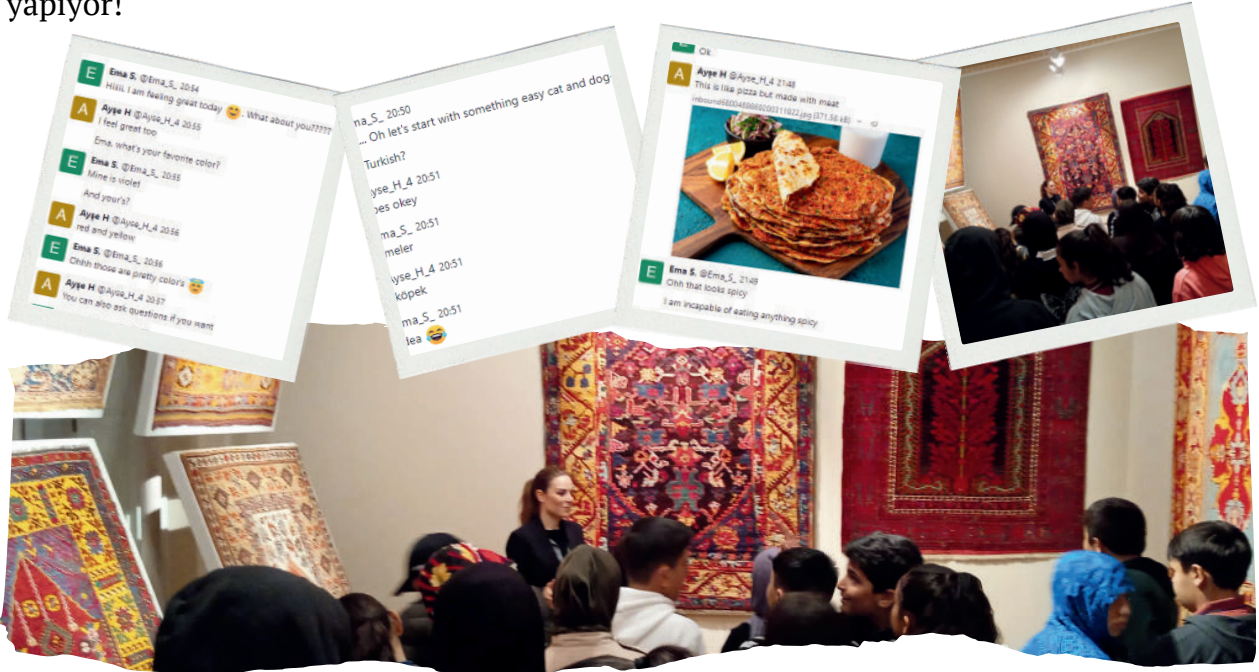 yapıyor!
E Ema S. @Ema_S_ 20:54
Hiiii, I am feeling great today 😅. What about you?????
A Ayşe H @Ayse_H_4 20:55
I feel great too
Ema, what's your favorite color?
E Ema S. @Ema_S_ 20:55
Mine is violet
And your's?
A Ayşe H @Ayse_H_4 20:56
red and yellow
E Ema S. @Ema_S_ 20:56
Ohhh those are pretty colors 😇
A Ayşe H @Ayse_H_4 20:57
You can also ask questions if you want
ma_S_ 20:50
... Oh let's start with something easy cat and dog
Turkish?
yse_H_4 20:51
oes okey
ma_S_ 20:51
meler
yse_H_4 20:51
köpek
ma_S_ 20:51
dea 😂
E Ok
A Ayşe H @Ayse_H_4 21:48
This is like pizza but made with meat
E Ema S. @Ema_S_ 21:49
Ohh that looks spicy
I am incapable of eating anything spicy